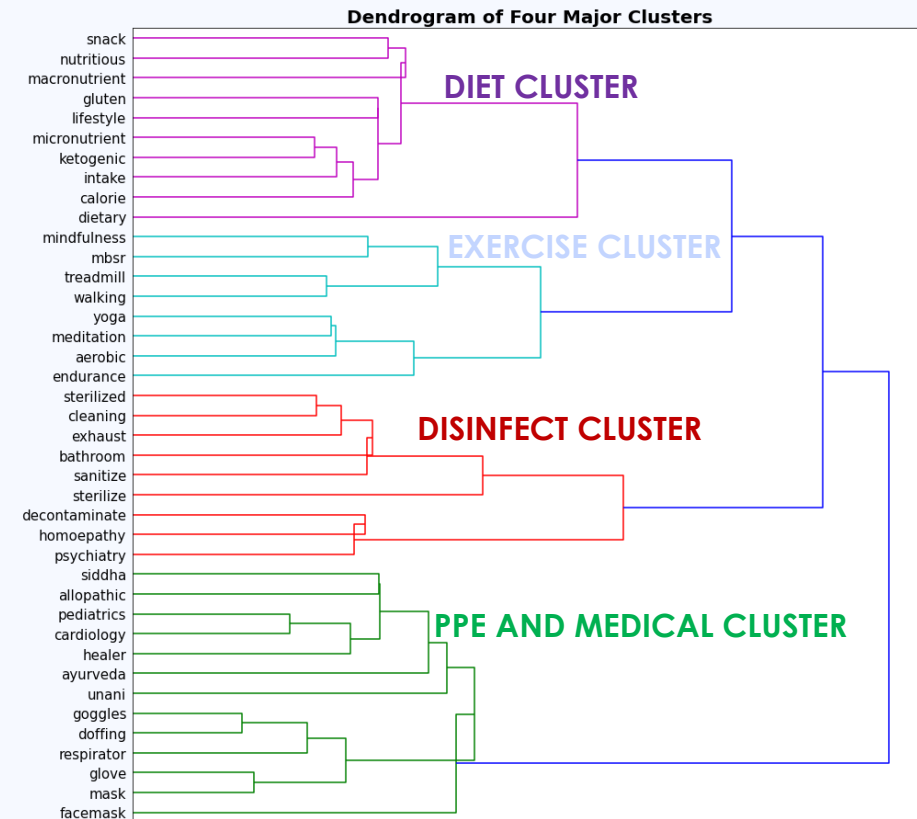 Dendrogram of Four Major Clusters
snack
nutritious
macronutrient
DIET CLUSTER
gluten
lifestyle
micronutrient
ketogenic
intake
calorie
dietary
mindfulness
EXERCISE CLUSTER
mbsr
treadmill
walking
yoga
meditation
aerobic
endurance
sterilized
cleaning
DISINFECT CLUSTER
exhaust
bathroom
sanitize
sterilize
decontaminate
homoepathy
psychiatry
siddha
allopathic
pediatrics
PPE AND MEDICAL CLUSTER
cardiology
healer
ayurveda
unani
goggles
doffing
respirator
glove
mask
facemask